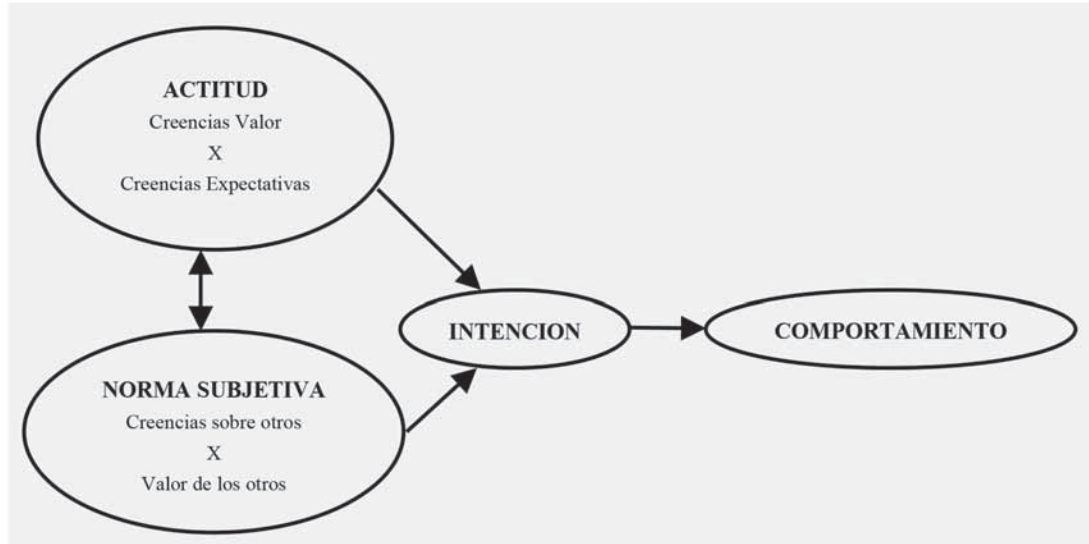 ACTITUD
Creencias Valor
X
Creencias Expectativas
NORMA SUBJETIVA
Creencias sobre otros
X
Valor de los otros
INTENCION
COMPORTAMIENTO